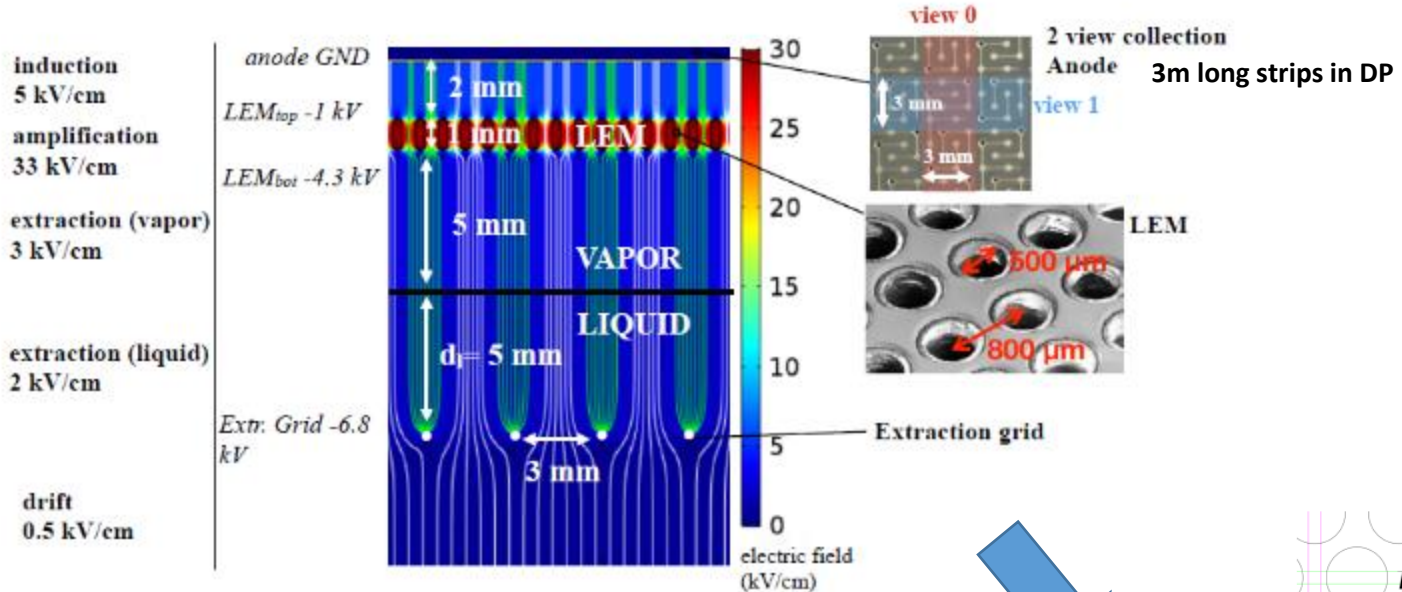 induction
5 kV/cm
amplification
33 kV/cm
extraction (vapor)
3 kV/cm
extraction (liquid)
2 kV/cm
drift
0.5 kV/cm
anode GND
LEMtop -1 kV
LEMbot -4.3 kV
Extr. Grid -6.8
kV
2 mm
1 mm
LEM
5 mm
VAPOR
LIQUID
dl= 5 mm
3 mm
30
25
20
15
10
5
0
electric field
(kV/cm)
view 0
2 view collection
Anode
3m long strips in DP
view 1
3 mm
3 mm
LEM
500 µm
800 µm
Extraction grid